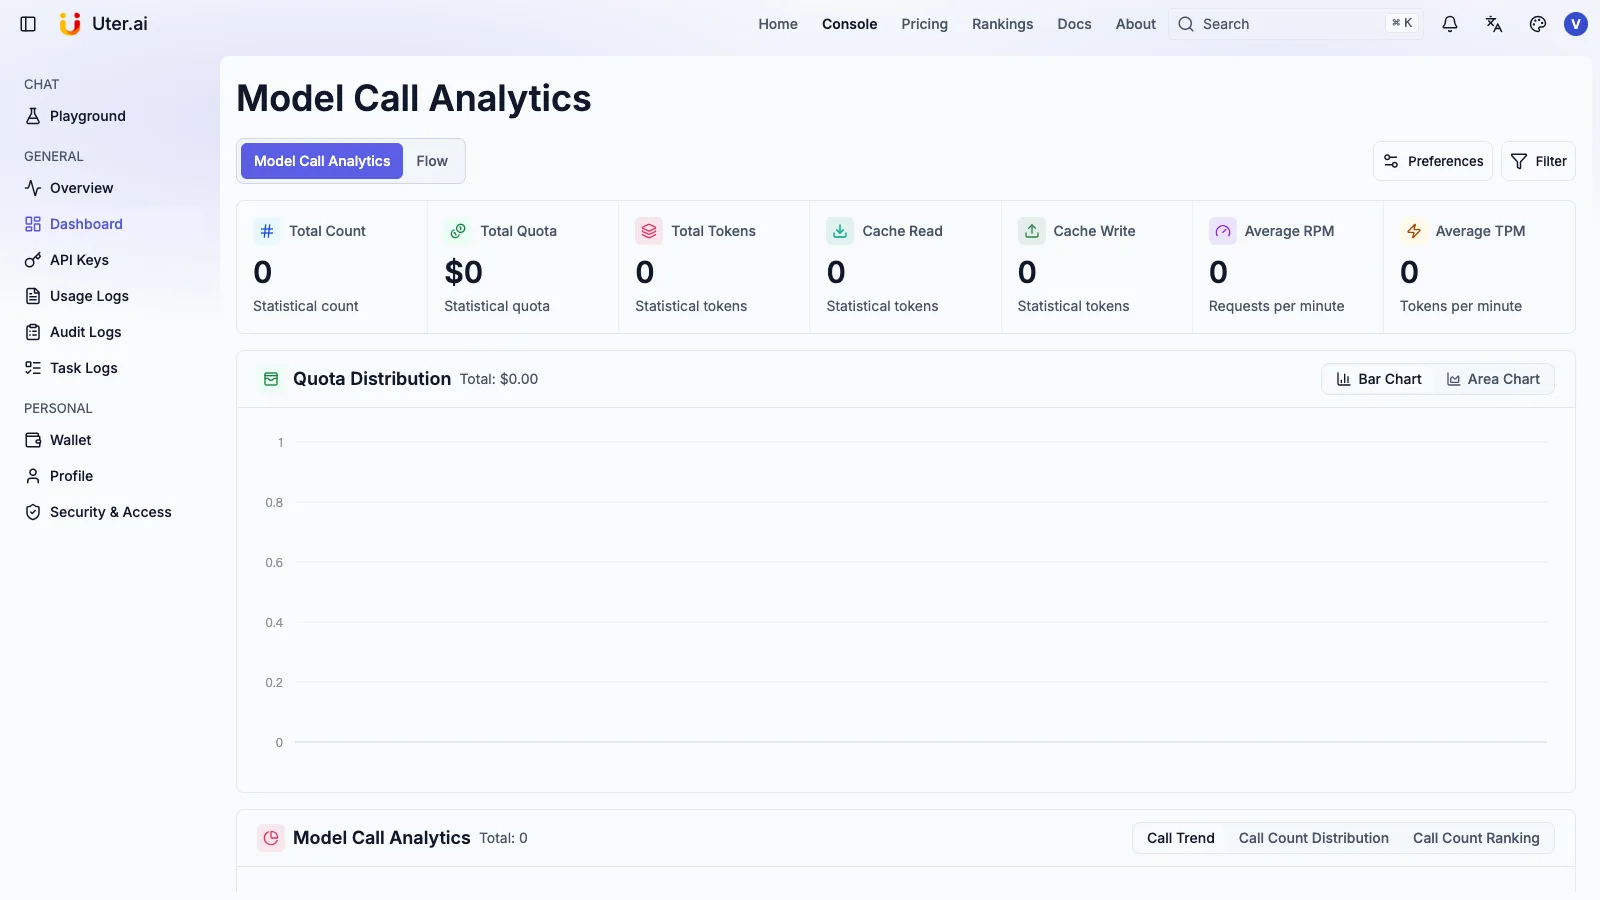 Uter.ai
Home Console Pricing Rankings Docs About Search ⌘ K V
CHAT
Playground
GENERAL
Overview
Dashboard
API Keys
Usage Logs
Audit Logs
Task Logs
PERSONAL
Wallet
Profile
Security & Access
Model Call Analytics
Model Call Analytics Flow
Preferences Filter
Total Count
0
Statistical count
Total Quota
$0
Statistical quota
Total Tokens
0
Statistical tokens
Cache Read
0
Statistical tokens
Cache Write
0
Statistical tokens
Average RPM
0
Requests per minute
Average TPM
0
Tokens per minute
Quota Distribution Total: $0.00
Bar Chart Area Chart
1
0.8
0.6
0.4
0.2
0
Model Call Analytics Total: 0
Call Trend Call Count Distribution Call Count Ranking